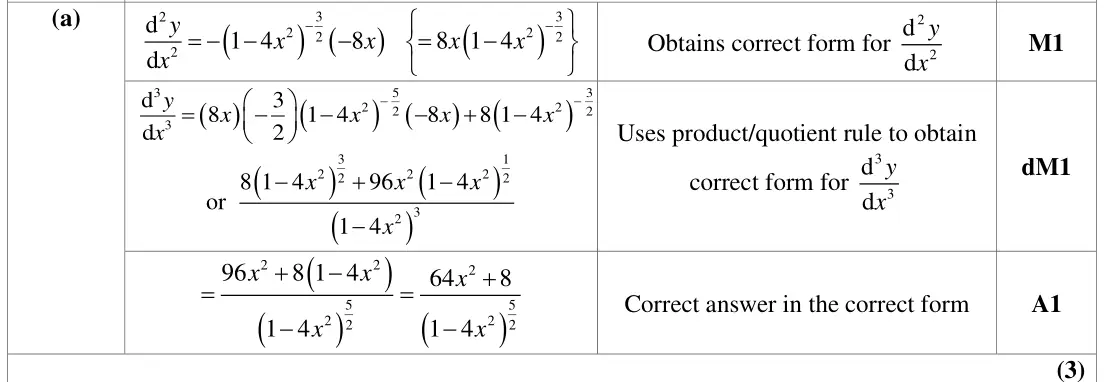 (a) d²y/dx² = −(1−4x²)^(−3/2) (−8x) {= 8x(1−4x²)^(−3/2)} Obtains correct form for d²y/dx² M1
d³y/dx³ = (8x)(−3/2)(1−4x²)^(−5/2) (−8x) + 8(1−4x²)^(−3/2)
or (8(1−4x²)^(3/2) + 96x²(1−4x²)^(1/2))/(1−4x²)³
Uses product/quotient rule to obtain
correct form for d³y/dx³ dM1
= (96x² + 8(1−4x²))/(1−4x²)^(5/2) = (64x² + 8)/(1−4x²)^(5/2) Correct answer in the correct form A1
(3)